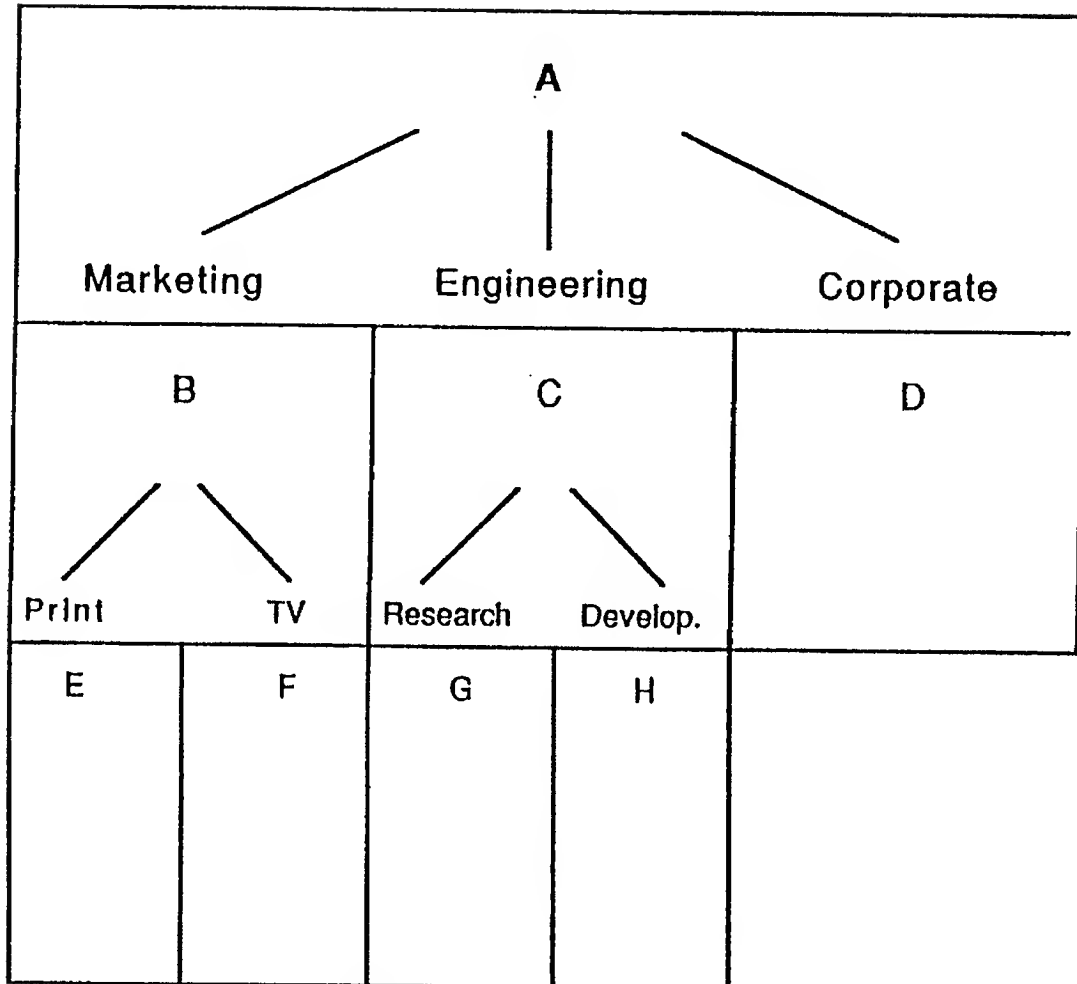 A
Marketing Engineering Corporate
B C D
Print TV Research Develop.
E F G H